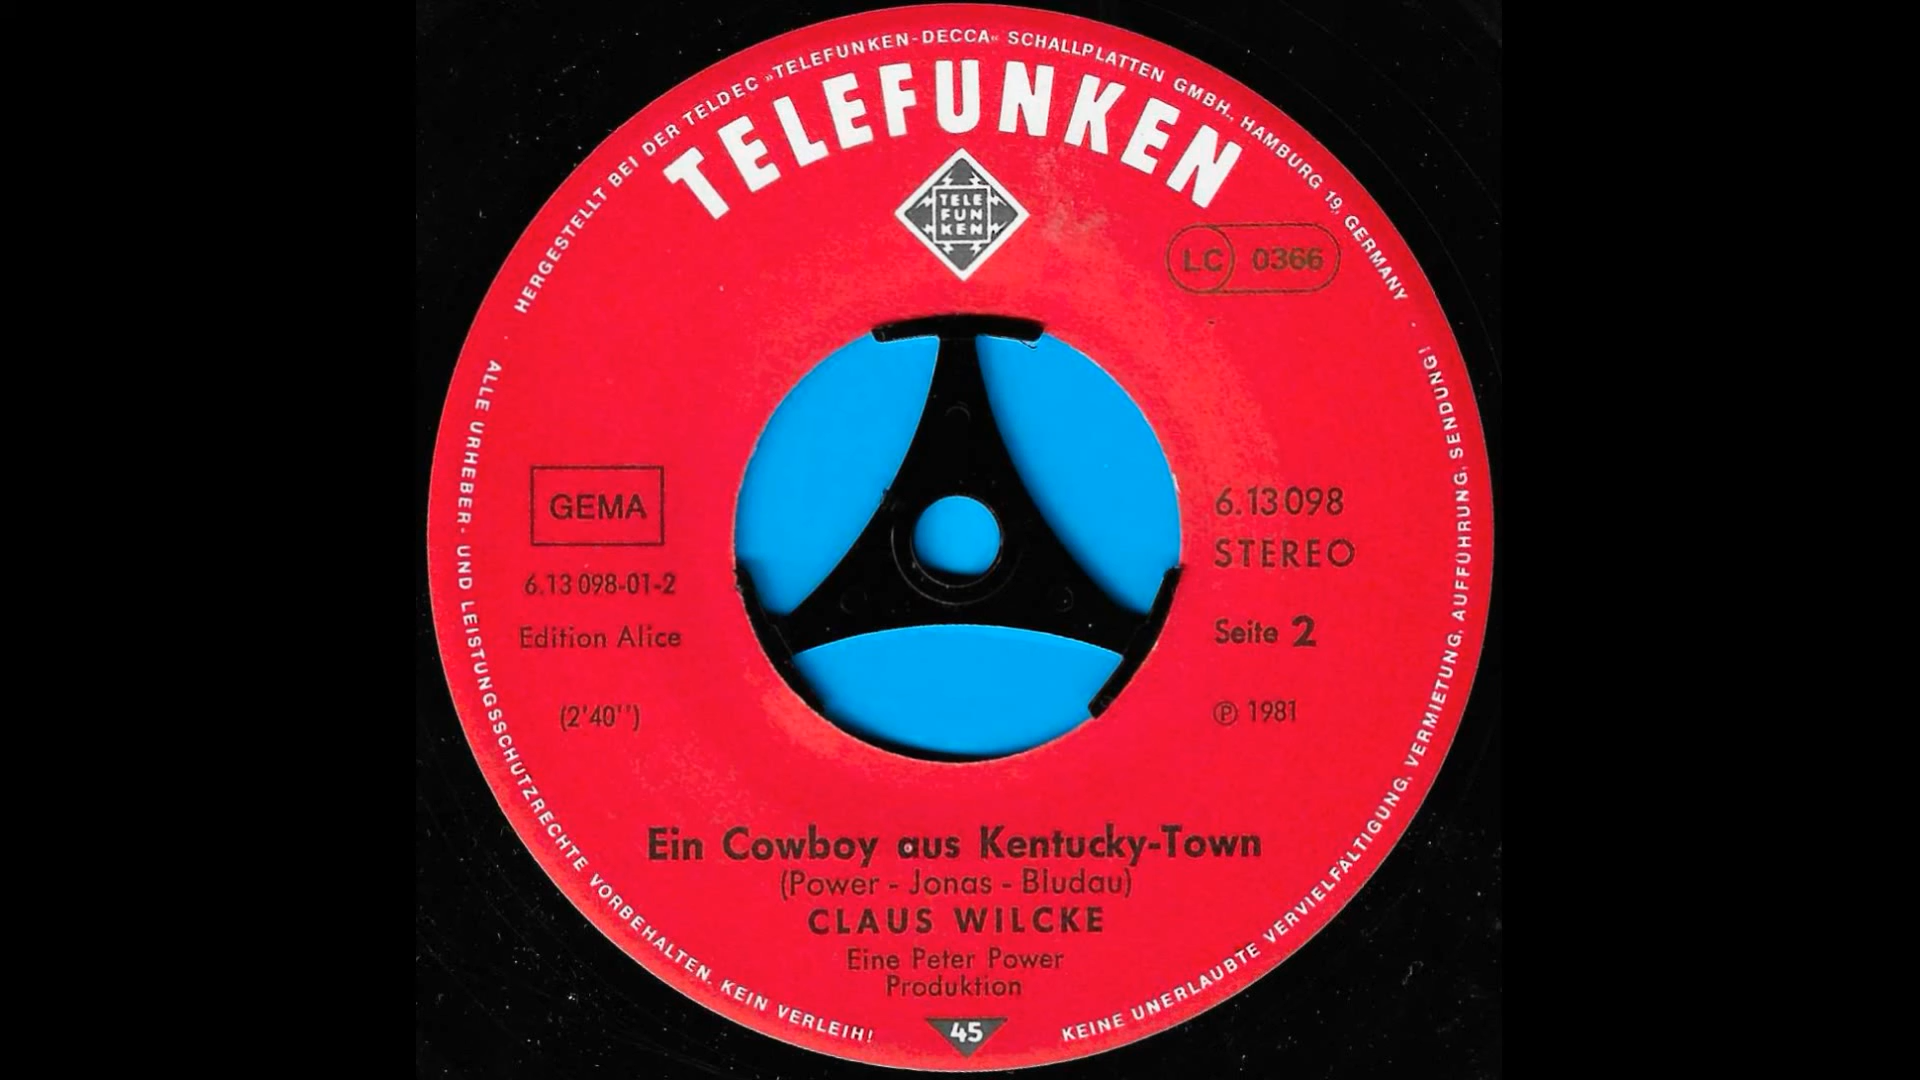 HERGESTELLT BEI DER TELDEC »TELEFUNKEN-DECCA« SCHALLPLATTEN GMBH., HAMBURG 19, GERMANY
TELEFUNKEN
TELE
FUN
KEN
LC 0366
GEMA
6.13 098-01-2
Edition Alice
(2'40'')
6.13098
STEREO
Seite 2
℗ 1981
Ein Cowboy aus Kentucky-Town
(Power - Jonas - Bludau)
CLAUS WILCKE
Eine Peter Power
Produktion
45
ALLE URHEBER- UND LEISTUNGSSCHUTZRECHTE VORBEHALTEN. KEIN VERLEIH!
KEINE UNERLAUBTE VERVIELFÄLTIGUNG, VERMIETUNG, AUFFÜHRUNG, SENDUNG!